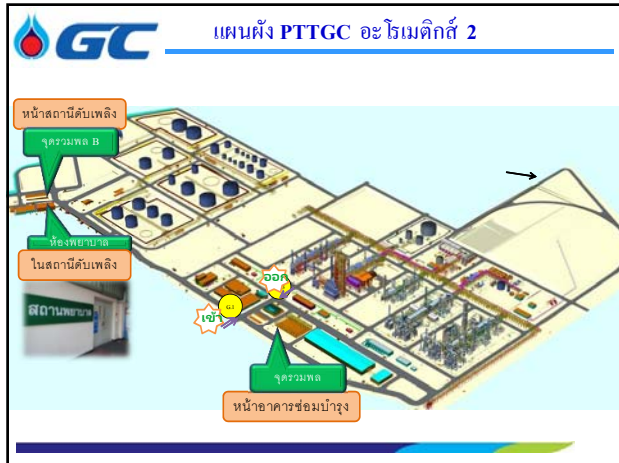 GC
แผนผัง PTTGC อะโรเมติกส์ 2
หน้าสถานีดับเพลิง
จุดรวมพล B
ห้องพยาบาล
ในสถานีดับเพลิง
สถานพยาบาล
ออก
G1
เข้า
จุดรวมพล
หน้าอาคารซ่อมบำรุง